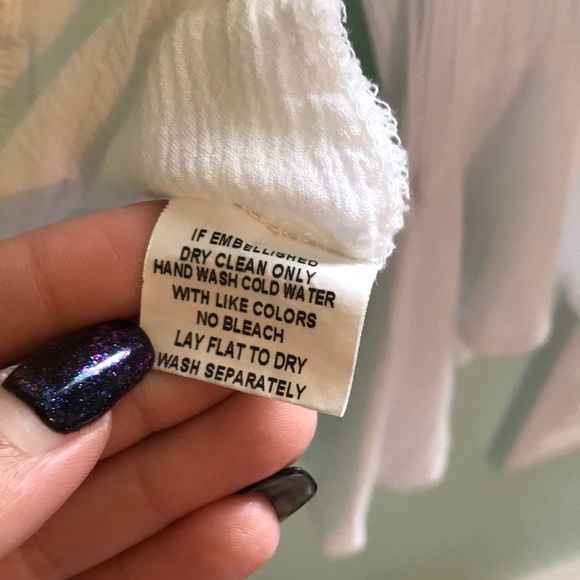 IF EMBELLISHED
DRY CLEAN ONLY
HAND WASH COLD WATER
WITH LIKE COLORS
NO BLEACH
LAY FLAT TO DRY
WASH SEPARATELY